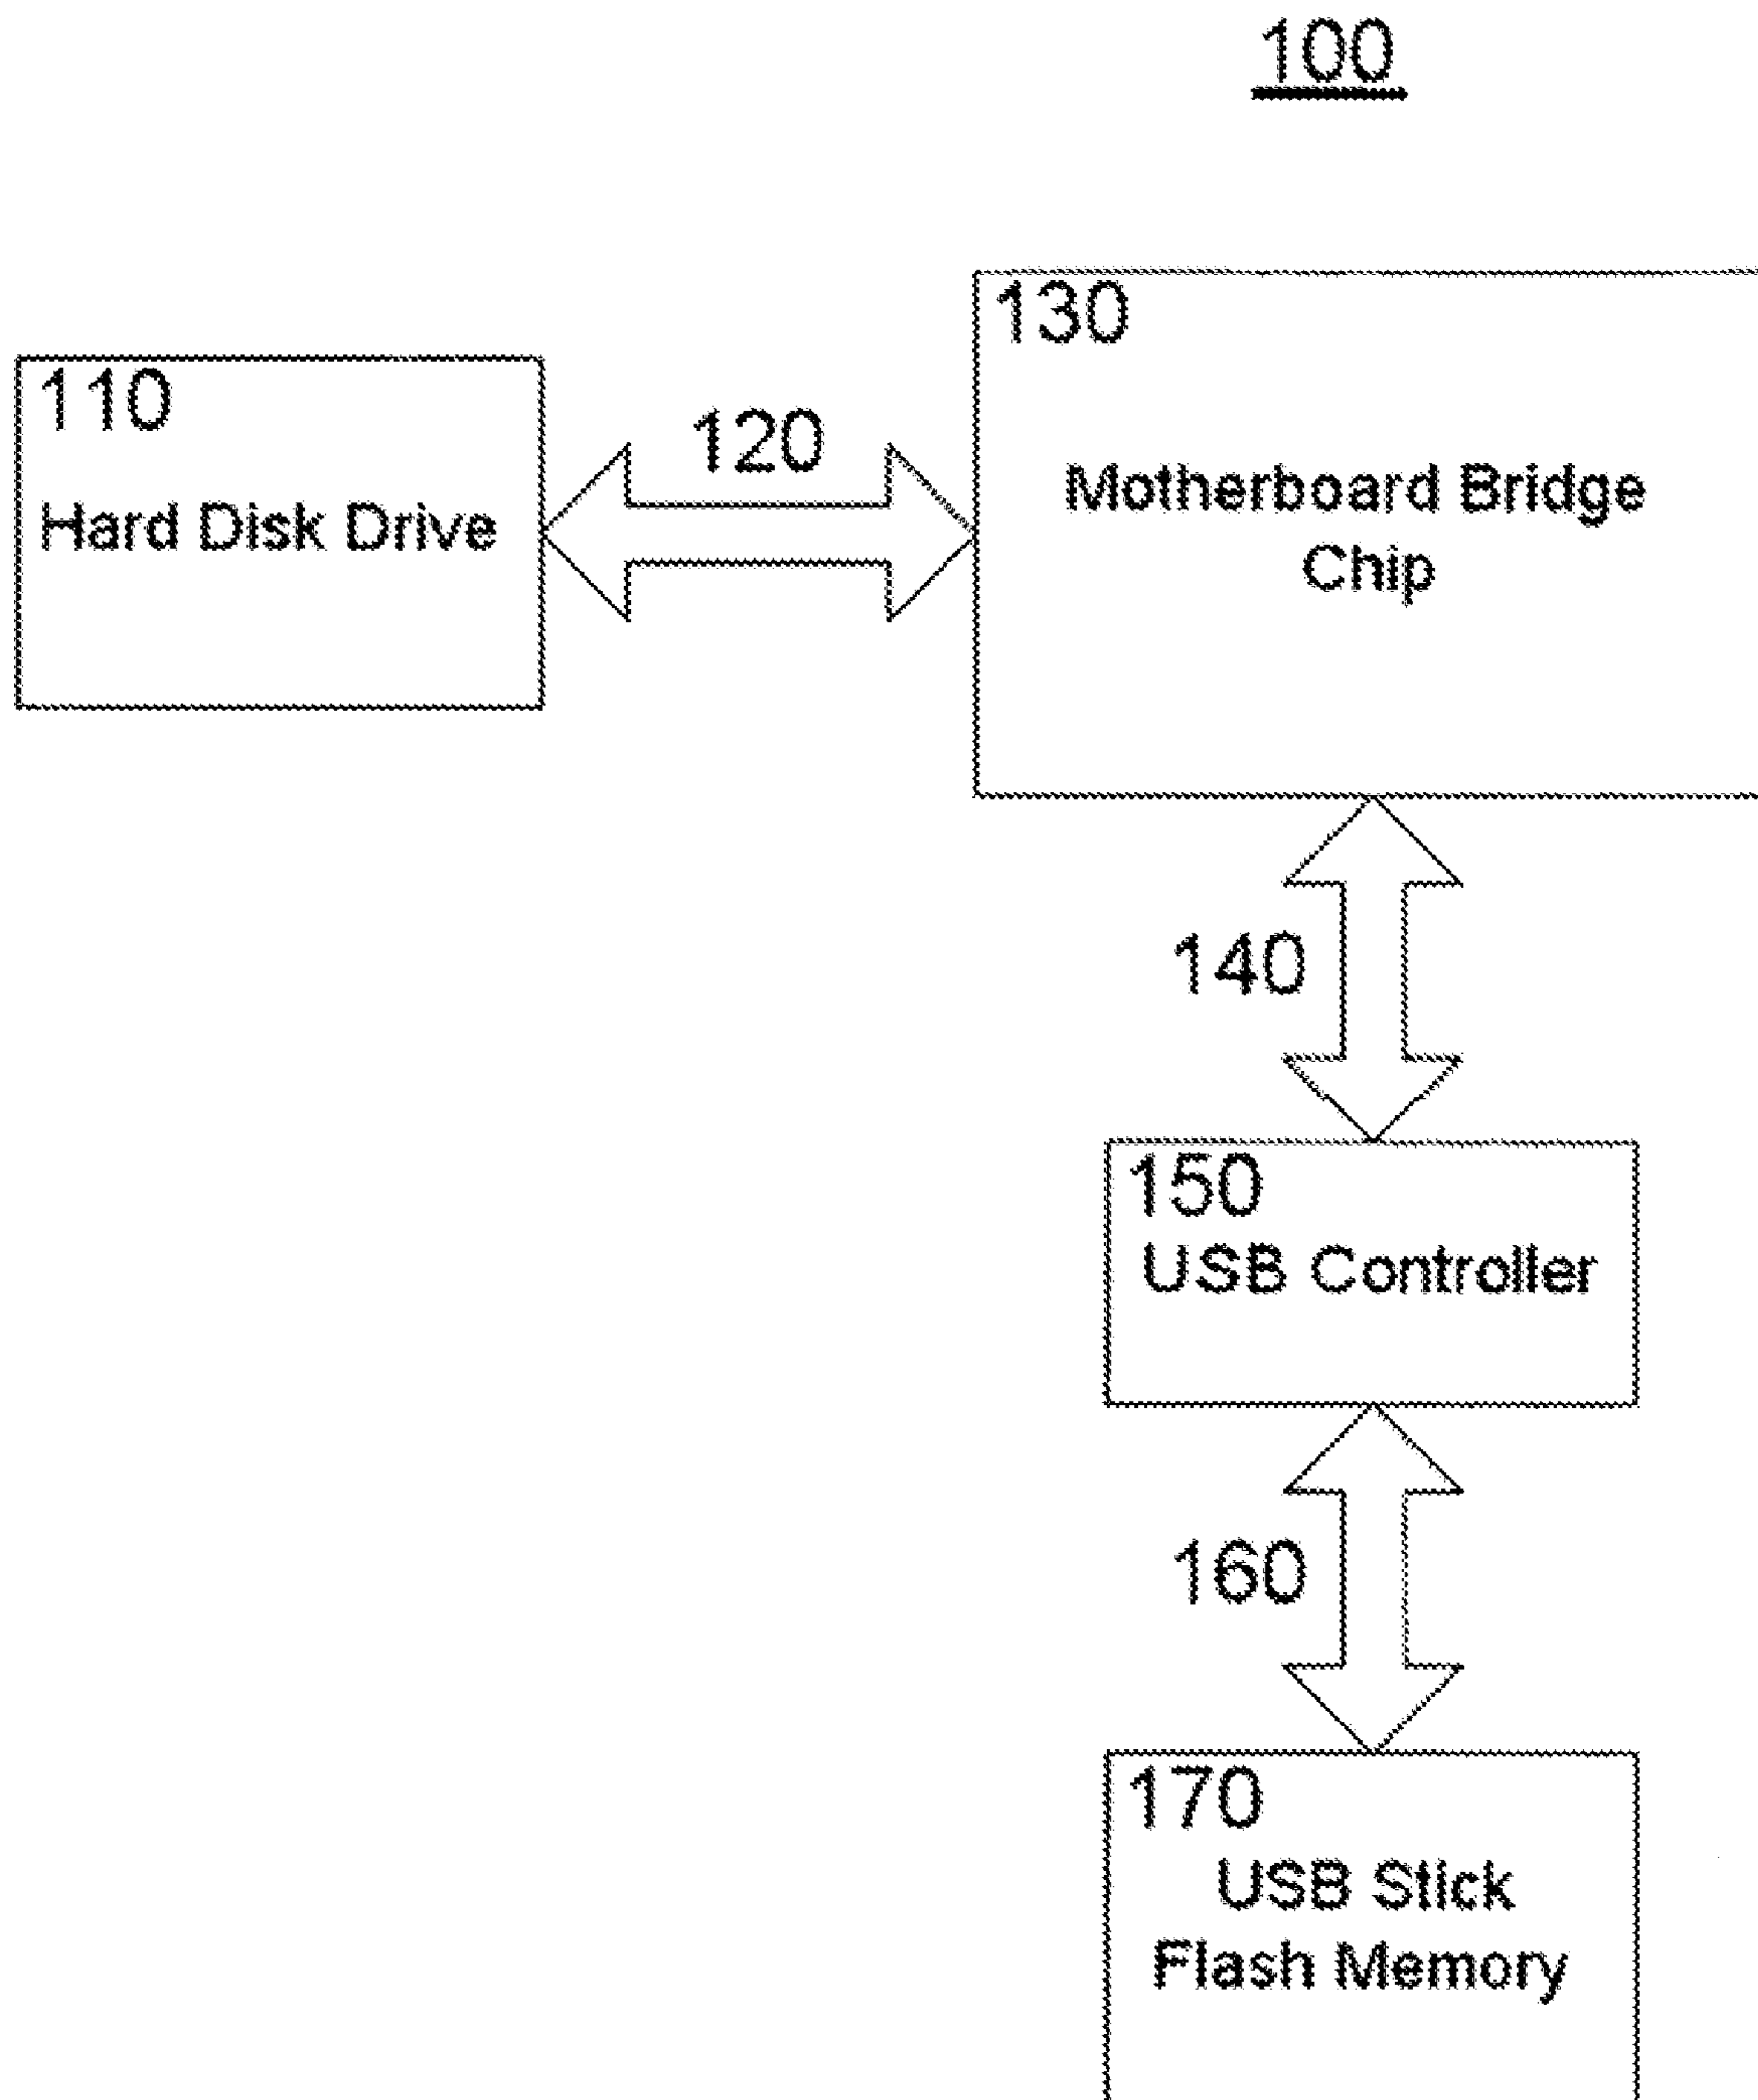 100
130
110
120
Motherboard Bridge
Chip
Hard Disk Drive
140
150
USB Controller
160
170
USB Stick
Flash Memory